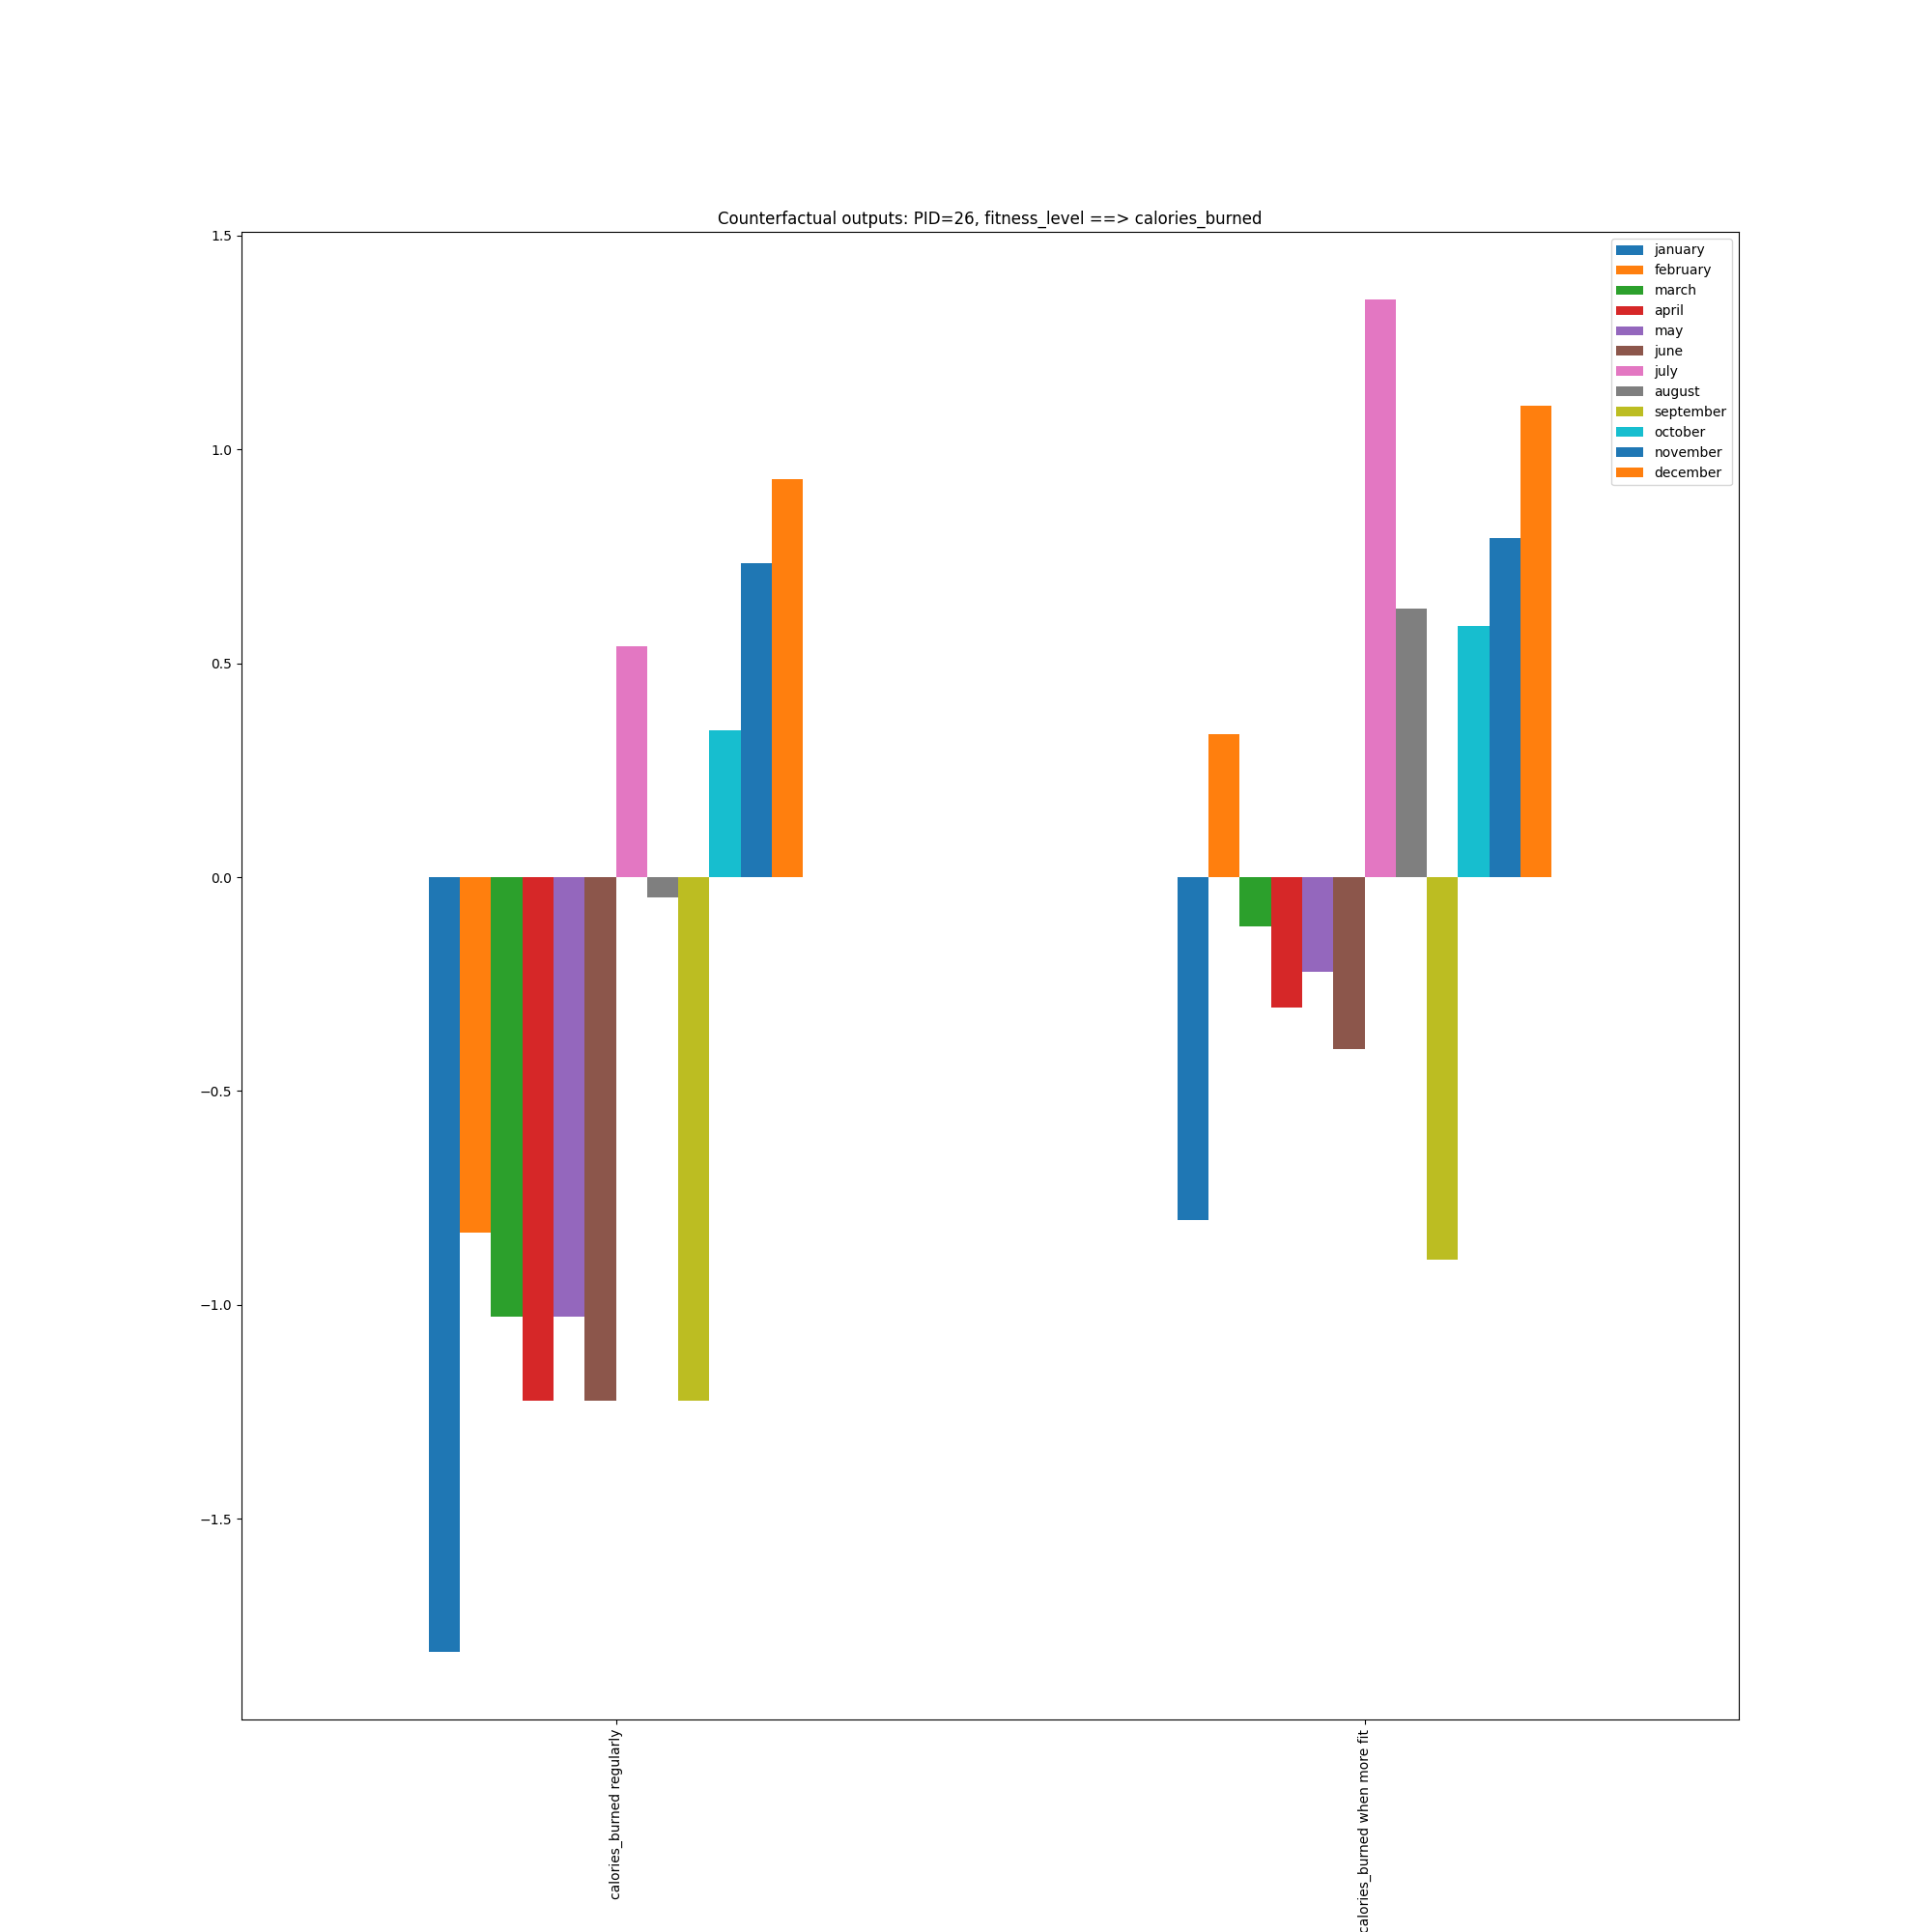 Counterfactual outputs: PID=26, fitness_level ==> calories_burned
1.5
1.0
0.5
0.0
−0.5
−1.0
−1.5
january
february
march
april
may
june
july
august
september
october
november
december
calories_burned regularly
calories_burned when more fit